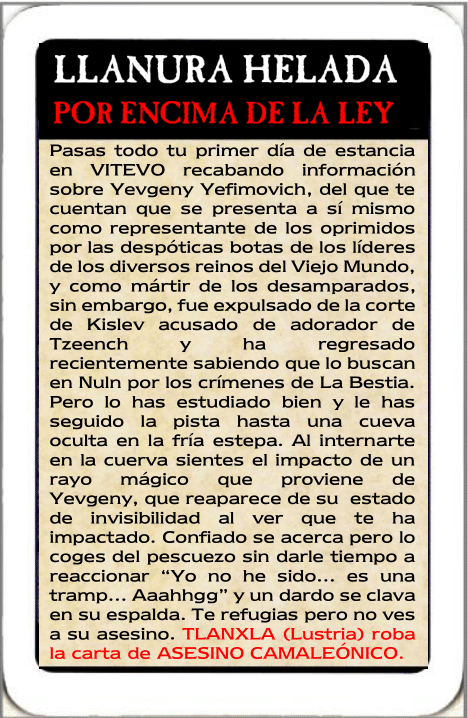 LLANURA HELADA
POR ENCIMA DE LA LEY
Pasas todo tu primer día de estancia
en VITEVO recabando información
sobre Yevgeny Yefimovich, del que te
cuentan que se presenta a sí mismo
como representante de los oprimidos
por las despóticas botas de los líderes
de los diversos reinos del Viejo Mundo,
y como mártir de los desamparados,
sin embargo, fue expulsado de la corte
de Kislev acusado de adorador de
Tzeench y ha regresado
recientemente sabiendo que lo buscan
en Nuln por los crímenes de La Bestia.
Pero lo has estudiado bien y le has
seguido la pista hasta una cueva
oculta en la fría estepa. Al internarte
en la cuerva sientes el impacto de un
rayo mágico que proviene de
Yevgeny, que reaparece de su estado
de invisibilidad al ver que te ha
impactado. Confiado se acerca pero lo
coges del pescuezo sin darle tiempo a
reaccionar “Yo no he sido... es una
tramp... Aaahhgg” y un dardo se clava
en su espalda. Te refugias pero no ves
a su asesino. TLANXLA (Lustria) roba
la carta de ASESINO CAMALEÓNICO.